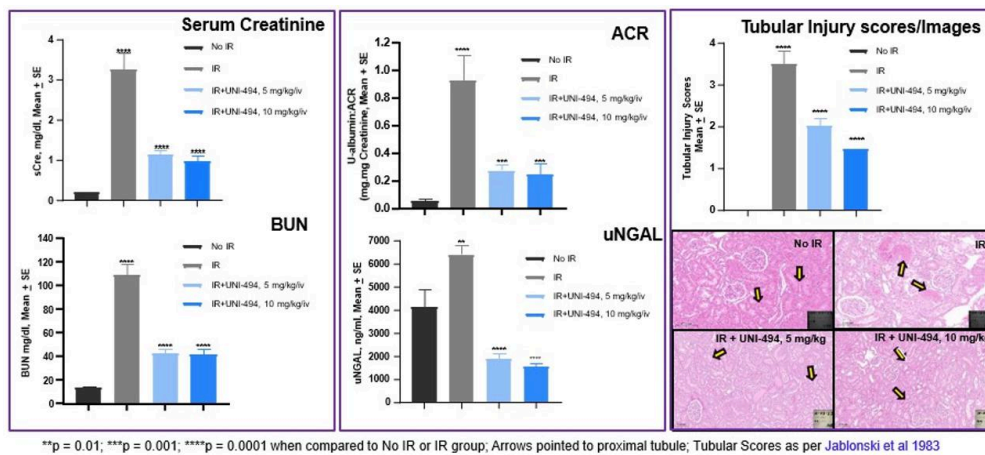 Serum Creatinine
sCre, mg/dl, Mean ± SE
4
3
2
1
0
****
****
****
No IR
IR
IR+UNI-494, 5 mg/kg/iv
IR+UNI-494, 10 mg/kg/iv
BUN
BUN mg/dl, Mean ± SE
140
120
100
80
60
40
20
0
****
****
****
No IR
IR
IR+UNI-494, 5 mg/kg/iv
IR+UNI-494, 10 mg/kg/iv
ACR
U-albumin:ACR
(mg.mg Creatinine, Mean + SE
1.2
1.0
0.8
0.6
0.4
0.2
0.0
****
***
***
No IR
IR
IR+UNI-494, 5 mg/kg/iv
IR+UNI-494, 10 mg/kg/iv
uNGAL
uNGAL, ng/ml, Mean ± SE
7000
6000
5000
4000
3000
2000
1000
0
**
****
****
No IR
IR
IR+UNI-494, 5 mg/kg/iv
IR+UNI-494, 10 mg/kg/iv
Tubular Injury scores/Images
Tubular Injury Scores
Mean ± SE
4
3
2
1
0
****
****
****
No IR
IR
IR+UNI-494, 5 mg/kg/iv
IR+UNI-494, 10 mg/kg/iv
No IR
IR
IR + UNI-494, 5 mg/kg
IR + UNI-494, 10 mg/kg
**p = 0.01; ***p = 0.001; ****p = 0.0001 when compared to No IR or IR group; Arrows pointed to proximal tubule; Tubular Scores as per Jablonski et al 1983